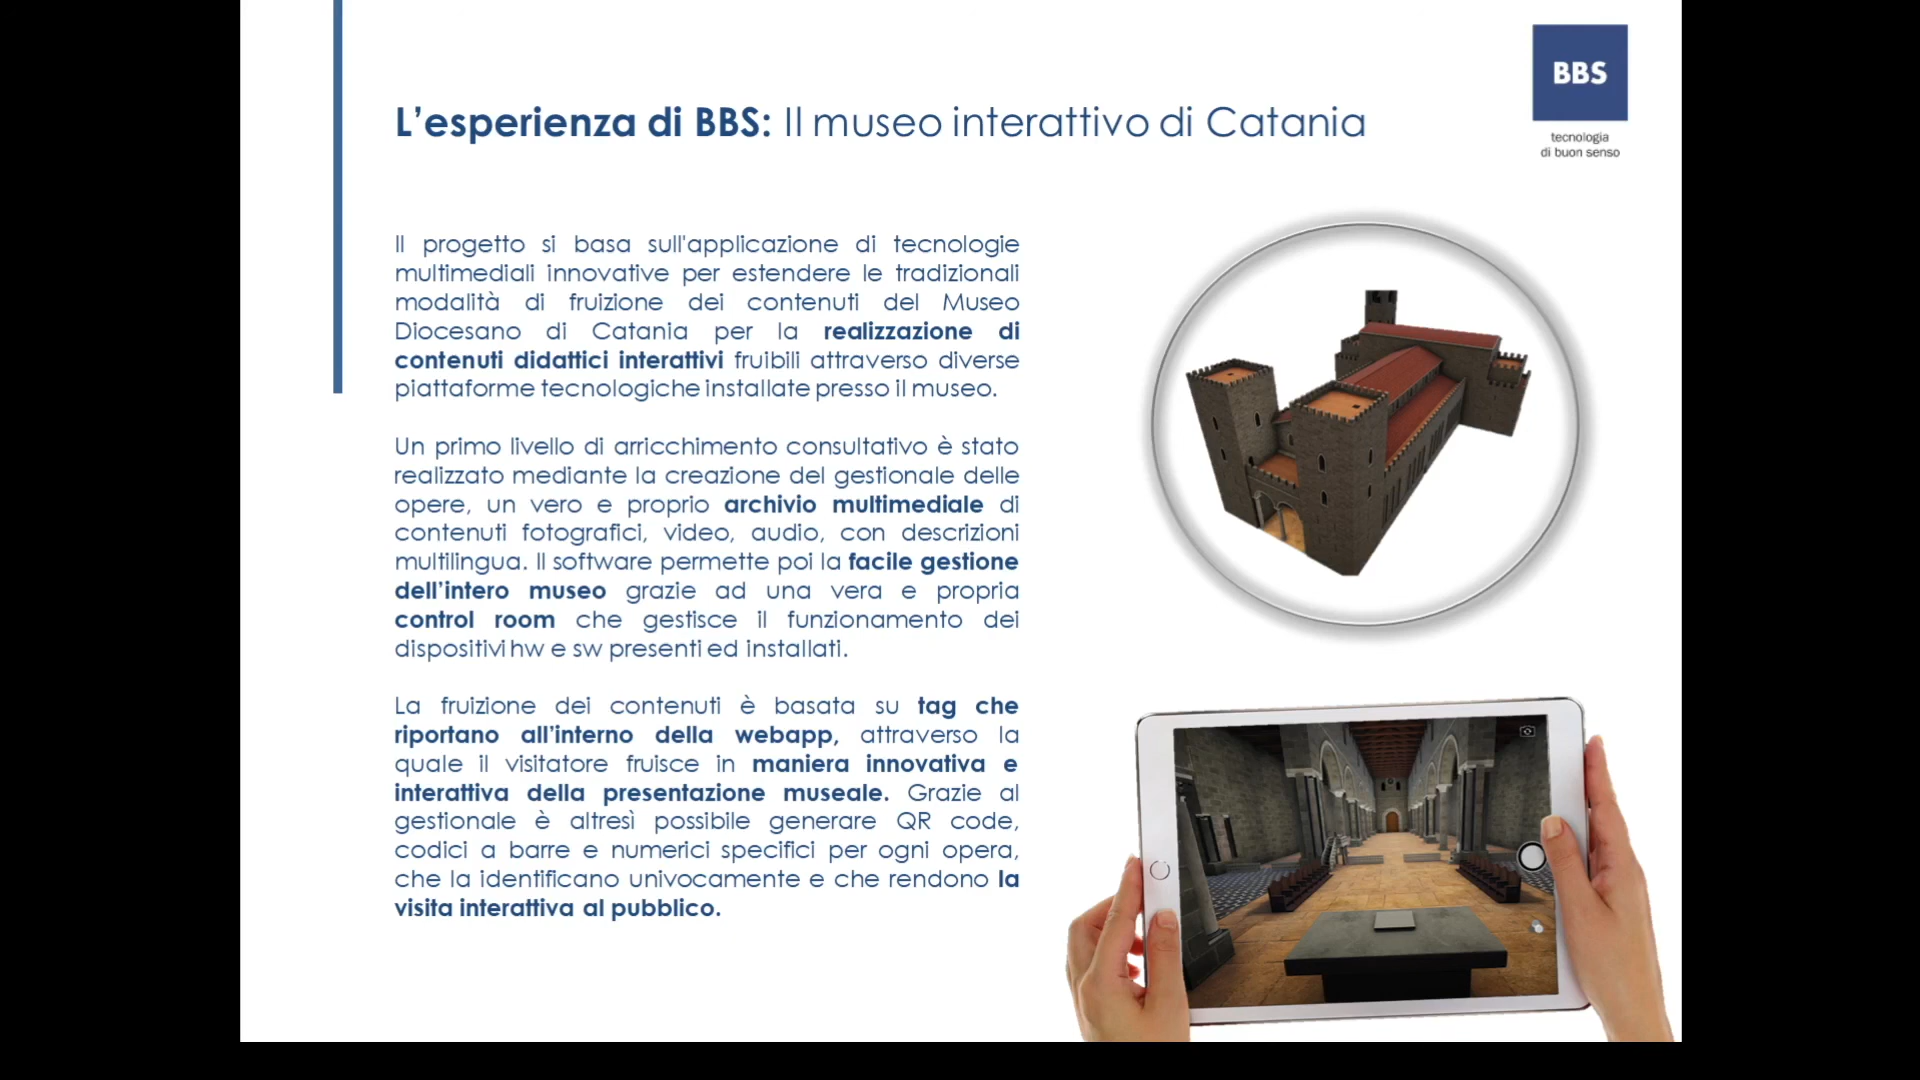 BBS
tecnologia
di buon senso
L’esperienza di BBS: Il museo interattivo di Catania
Il progetto si basa sull'applicazione di tecnologie
multimediali innovative per estendere le tradizionali
modalità di fruizione dei contenuti del Museo
Diocesano di Catania per la realizzazione di
contenuti didattici interattivi fruibili attraverso diverse
piattaforme tecnologiche installate presso il museo.
Un primo livello di arricchimento consultativo è stato
realizzato mediante la creazione del gestionale delle
opere, un vero e proprio archivio multimediale di
contenuti fotografici, video, audio, con descrizioni
multilingua. Il software permette poi la facile gestione
dell’intero museo grazie ad una vera e propria
control room che gestisce il funzionamento dei
dispositivi hw e sw presenti ed installati.
La fruizione dei contenuti è basata su tag che
riportano all’interno della webapp, attraverso la
quale il visitatore fruisce in maniera innovativa e
interattiva della presentazione museale. Grazie al
gestionale è altresì possibile generare QR code,
codici a barre e numerici specifici per ogni opera,
che la identificano univocamente e che rendono la
visita interattiva al pubblico.